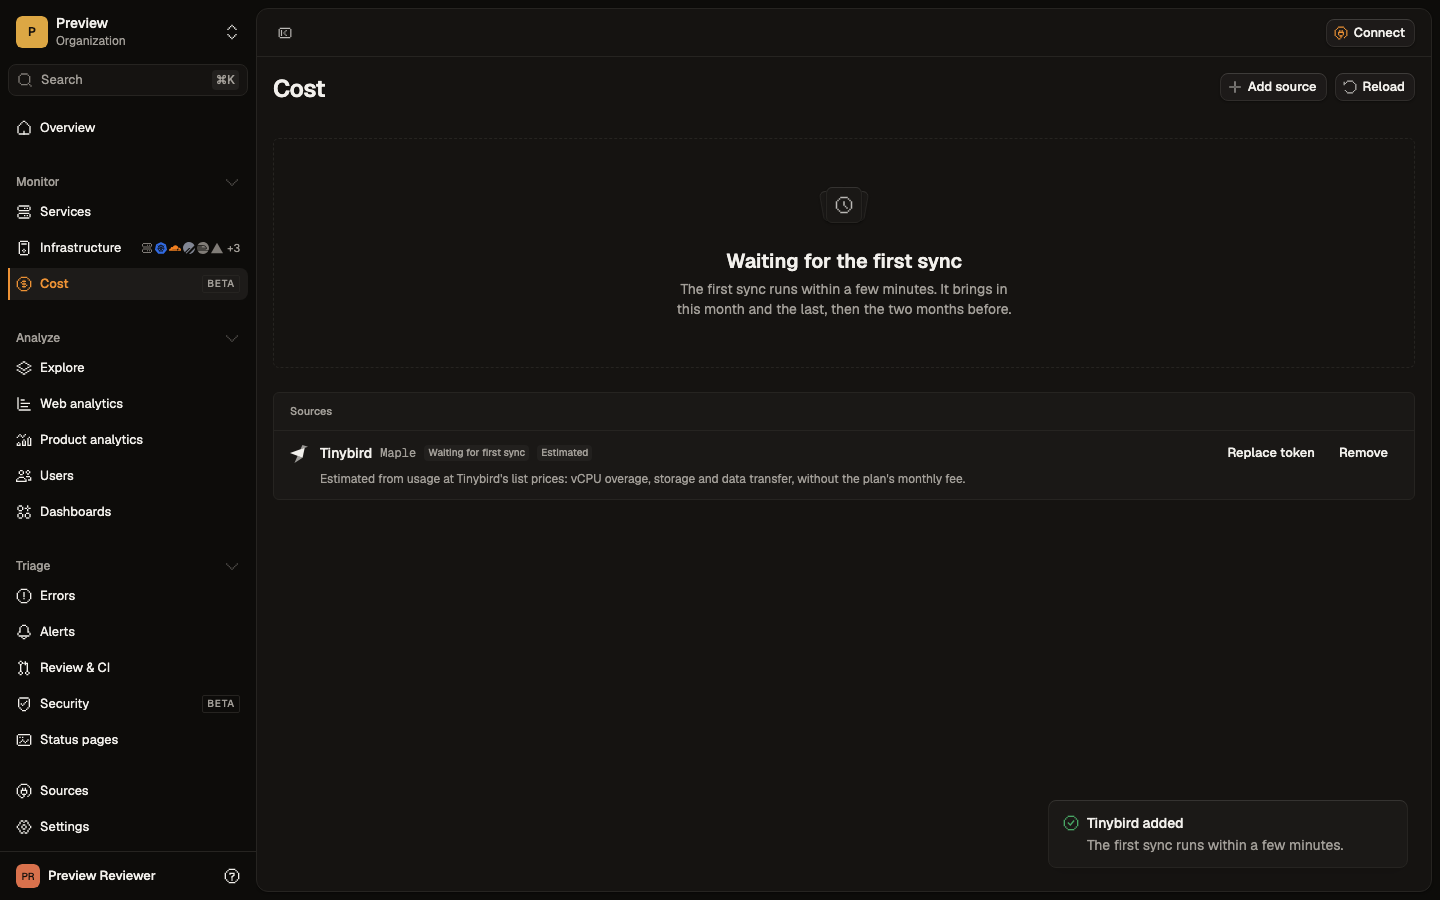 P
Preview
Organization
Search
⌘K
Overview
Monitor
Services
Infrastructure
+3
Cost
BETA
Analyze
Explore
Web analytics
Product analytics
Users
Dashboards
Triage
Errors
Alerts
Review & CI
Security
BETA
Status pages
Sources
Settings
PR
Preview Reviewer
Connect
Cost
Add source
Reload
Waiting for the first sync
The first sync runs within a few minutes. It brings in
this month and the last, then the two months before.
Sources
Tinybird Maple Waiting for first sync Estimated
Replace token
Remove
Estimated from usage at Tinybird's list prices: vCPU overage, storage and data transfer, without the plan's monthly fee.
Tinybird added
The first sync runs within a few minutes.